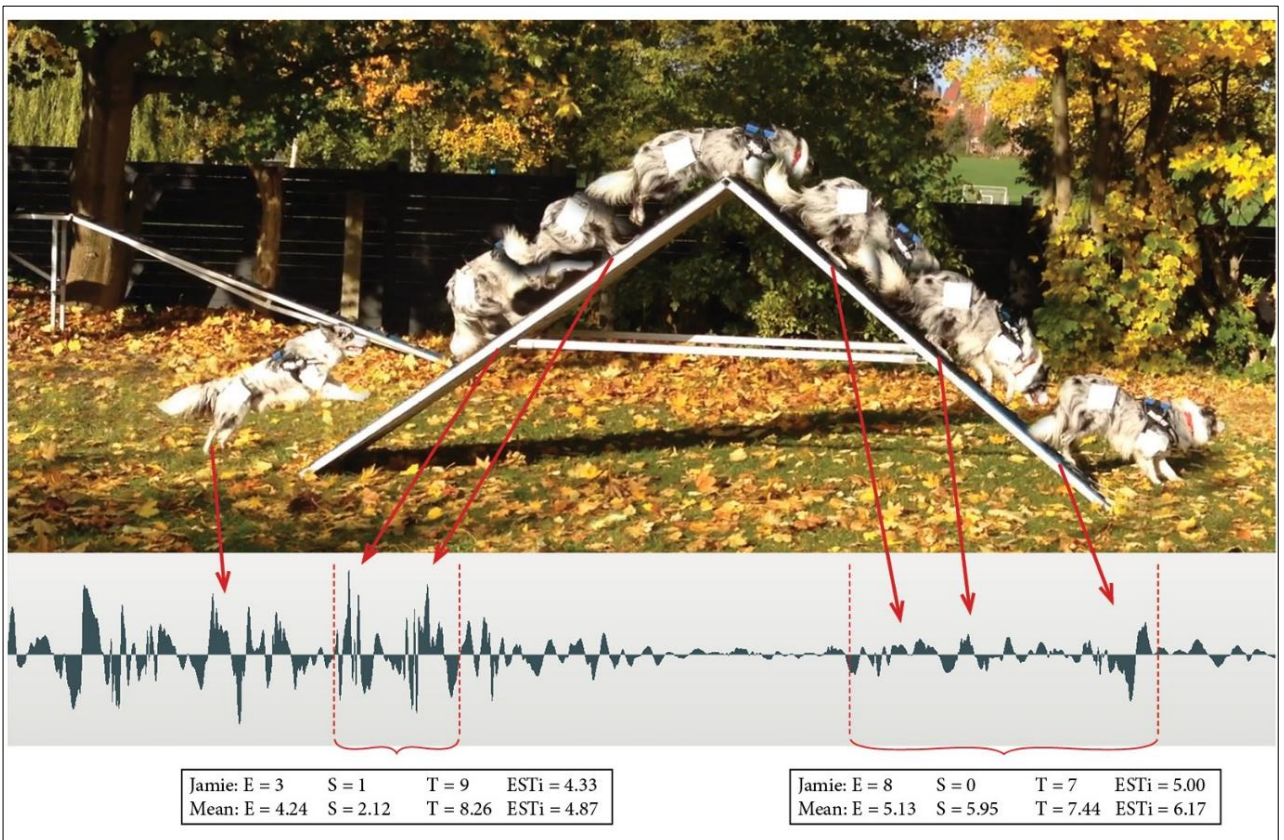 Jamie: E = 3 S = 1 T = 9 ESTi = 4.33
Mean: E = 4.24 S = 2.12 T = 8.26 ESTi = 4.87
Jamie: E = 8 S = 0 T = 7 ESTi = 5.00
Mean: E = 5.13 S = 5.95 T = 7.44 ESTi = 6.17